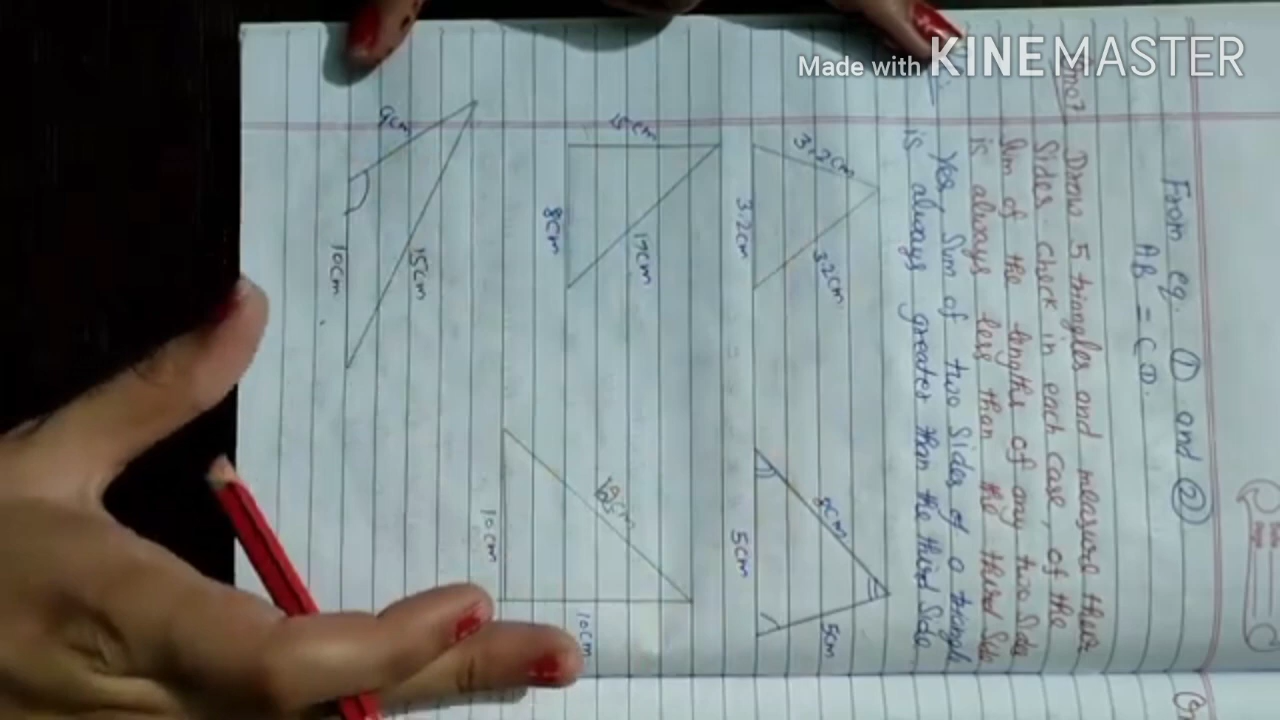 Made with KINEMASTER
From eq. ① and ②
AB = CD.
Draw 5 triangles and measure their
Sides. Check in each case, of the
Sum of the lengths of any two Side
is always less than the third Side
Yes, Sum of two Sides of a triangle
is always greater than the third Side
3.2cm
3.2cm
3.2cm
8cm
5cm
5cm
15cm
17cm
8cm
10cm
10cm
9cm
15cm
10cm